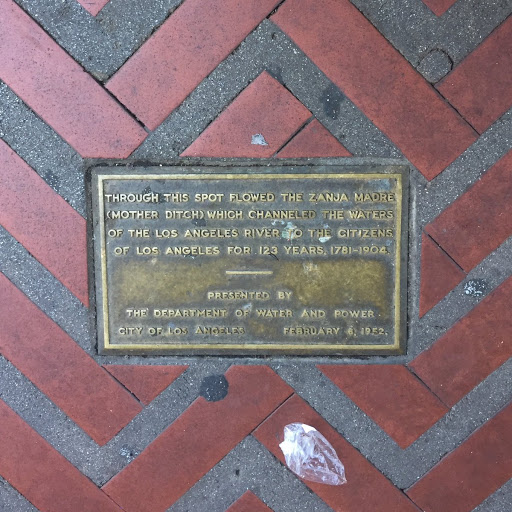 THROUGH THIS SPOT FLOWED THE ZANJA MADRE
(MOTHER DITCH) WHICH CHANNELED THE WATERS
OF THE LOS ANGELES RIVER TO THE CITIZENS
OF LOS ANGELES FOR 123 YEARS, 1781-1904.
PRESENTED BY
THE DEPARTMENT OF WATER AND POWER
CITY OF LOS ANGELES FEBRUARY 1952.